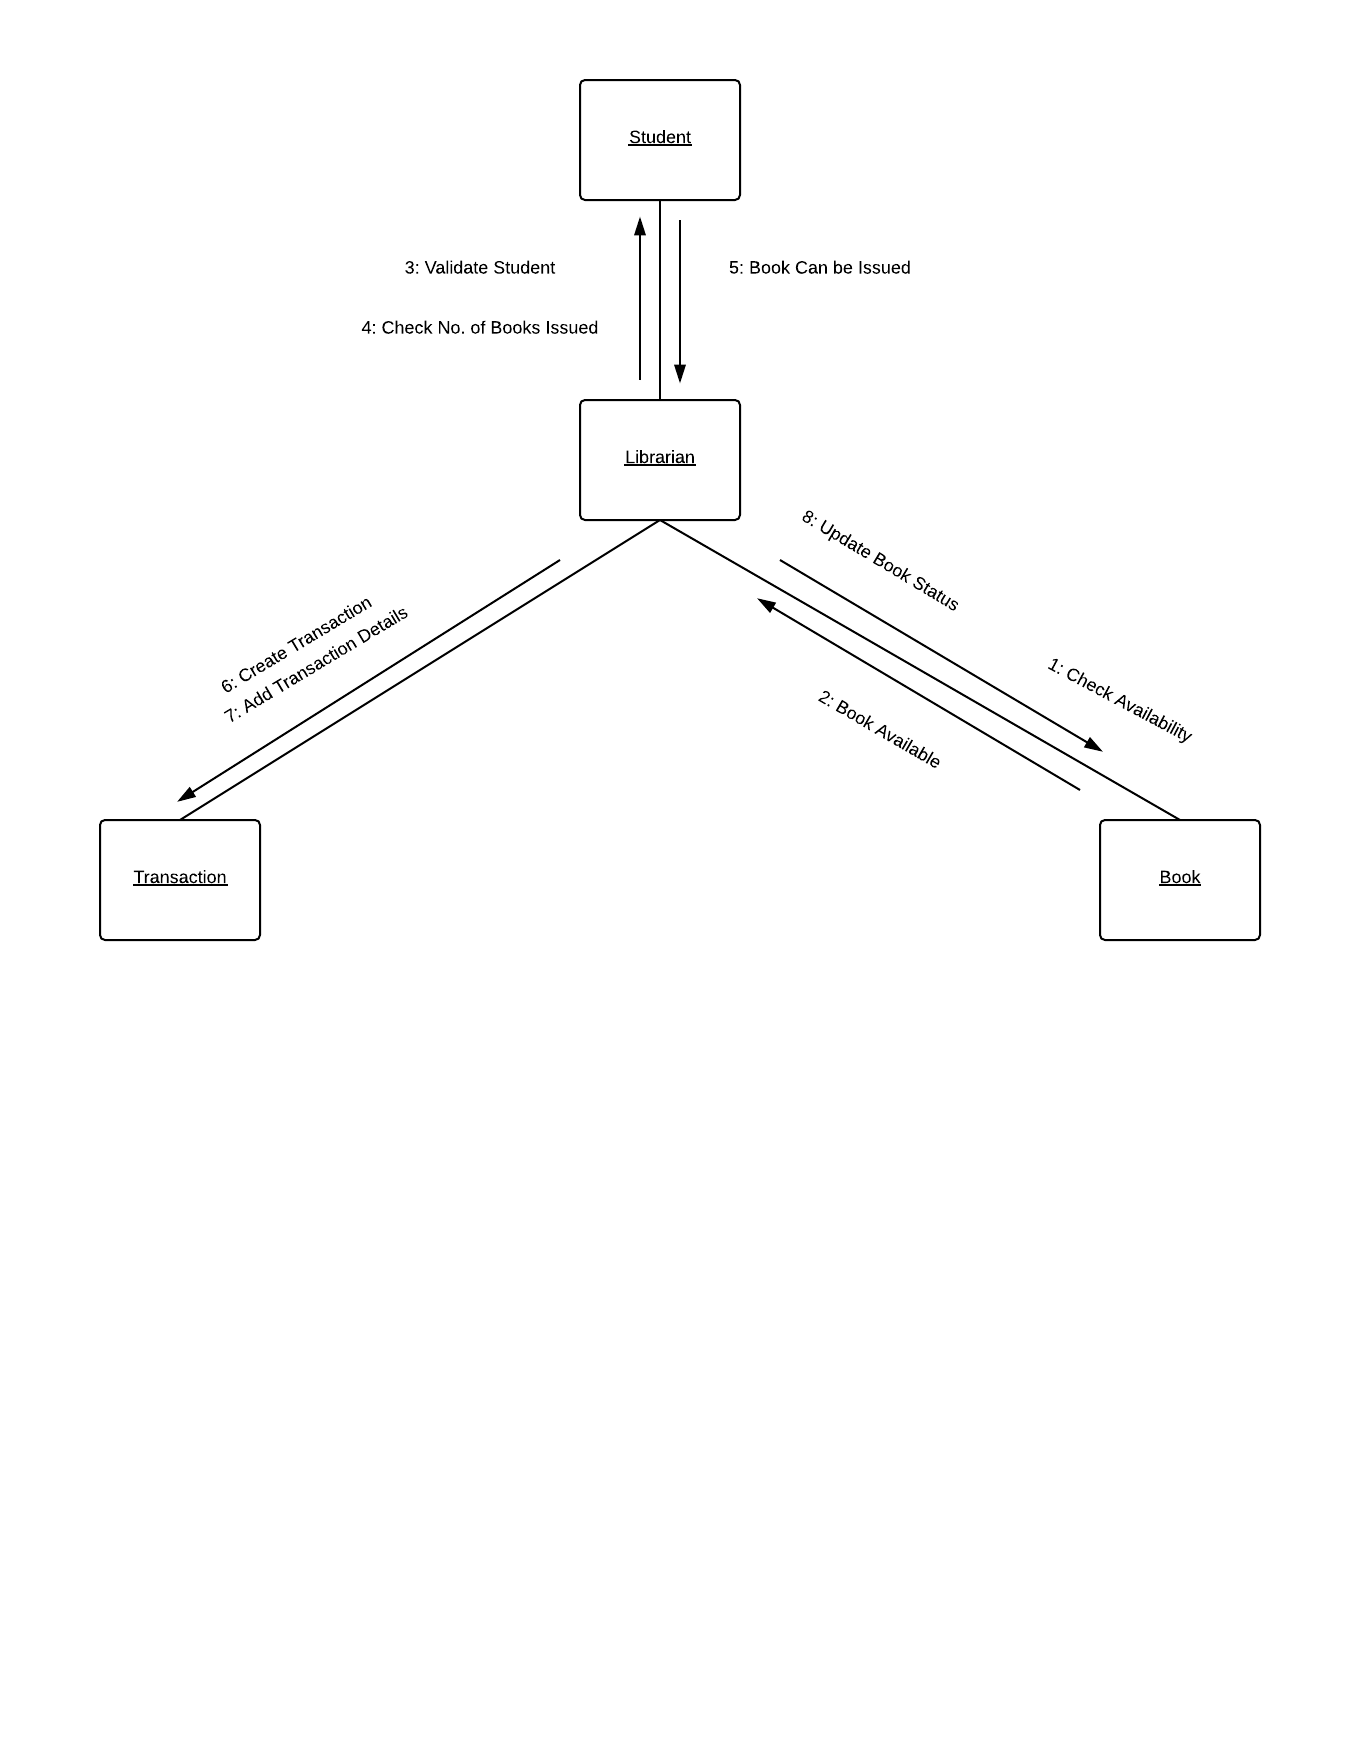 Student
3: Validate Student
5: Book Can be Issued
4: Check No. of Books Issued
Librarian
8: Update Book Status
6: Create Transaction
7: Add Transaction Details
1: Check Availability
2: Book Available
Transaction
Book